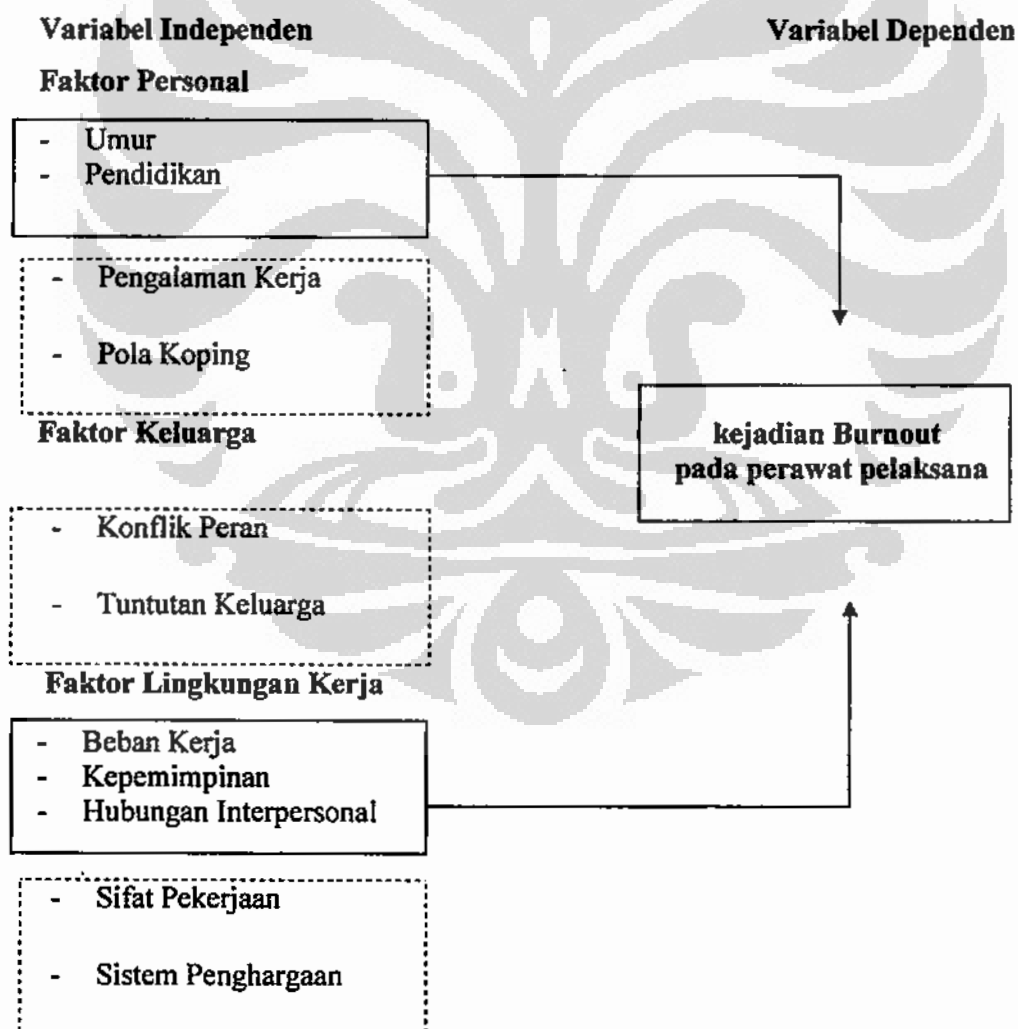 Variabel Independen Variabel Dependen
Faktor Personal
- Umur
- Pendidikan
- Pengalaman Kerja
- Pola Koping
Faktor Keluarga
kejadian Burnout
pada perawat pelaksana
- Konflik Peran
- Tuntutan Keluarga
Faktor Lingkungan Kerja
- Beban Kerja
- Kepemimpinan
- Hubungan Interpersonal
- Sifat Pekerjaan
- Sistem Penghargaan